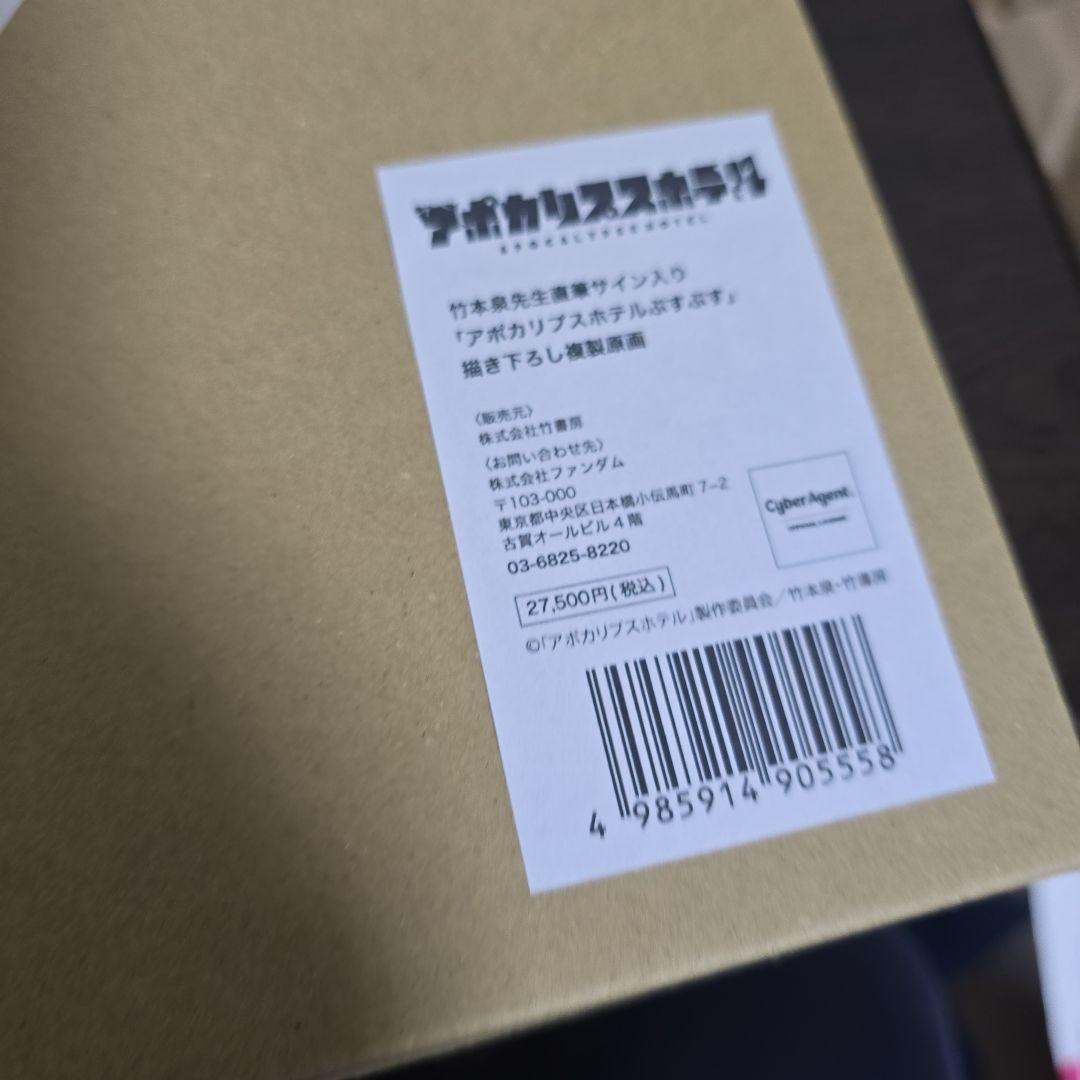 アポカリプスホテル
APOCALYPSE HOTEL
竹本泉先生直筆サイン入り
「アポカリプスホテルぷすぷす」
描き下ろし複製原画
〈販売元〉
株式会社竹書房
〈お問い合わせ先〉
株式会社ファンダム
〒103-000
東京都中央区日本橋小伝馬町 7−2
古賀オールビル４階
03-6825-8220
CyberAgent.
OFFICIAL LICENSE
27,500円(税込)
©「アポカリプスホテル」製作委員会／竹本泉・竹書房
4 985914 905558